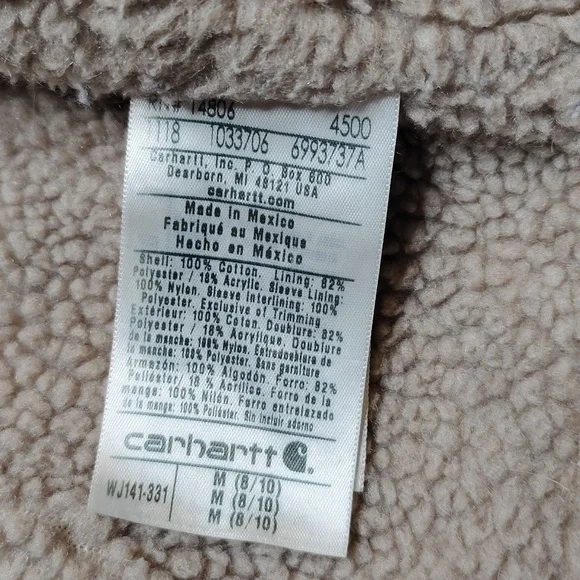 RN# 14806 4500
1118 1033706 6993737A
Carhartt, Inc. P. O. Box 600
Dearborn, MI 48121 USA
carhartt.com
Made in Mexico
Fabriqué au Mexique
Hecho en México
Shell: 100% Cotton. Lining: 82%
Polyester / 18% Acrylic. Sleeve Lining:
100% Nylon. Sleeve Interlining: 100%
Polyester. Exclusive of Trimming
Extérieur: 100% Coton. Doublure: 82%
Polyester / 18% Acrylique. Doublure
de la manche: 100% Nylon. Entredoublure de
la manche: 100% Polyester. Sans garniture
Armazón: 100% Algodón. Forro: 82%
Poliéster/ 18 % Acrílico. Forro de la
manga: 100% Nilón. Forro entrelazado
de la manga: 100% Poliéster. Sin incluir adorno
carhartt
WJ141-331
M (8/10)
M (8/10)
M (8/10)